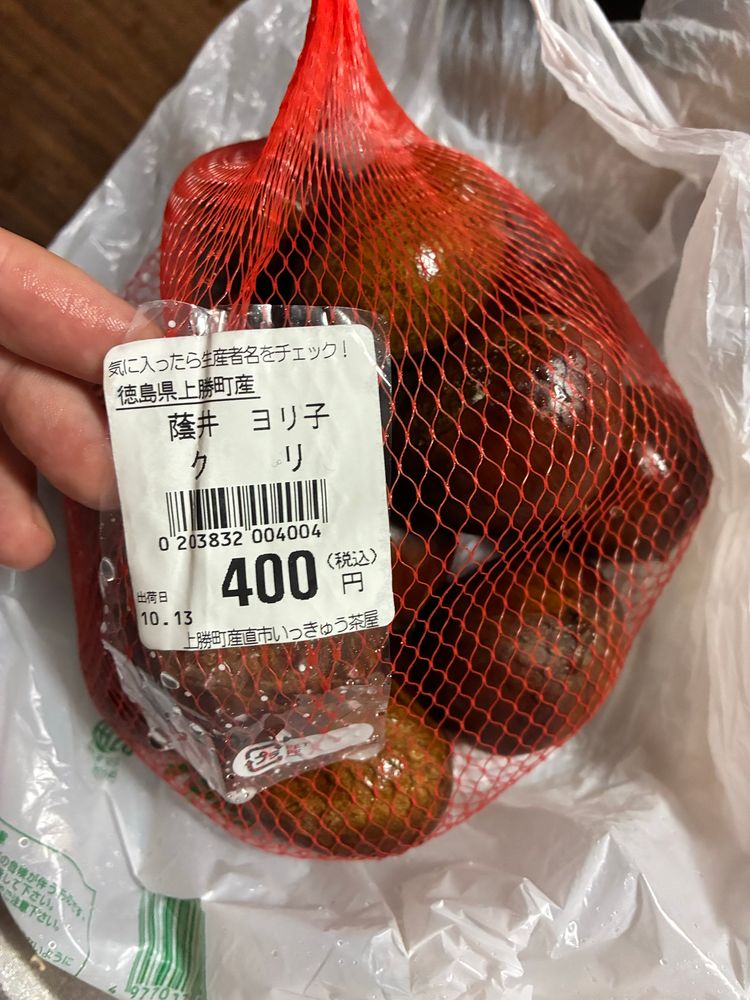 気に入ったら生産者名をチェック!
徳島県上勝町産
蔭井 ヨリ子
クリ
0 203832 004004
400 (税込) 円
出荷日
10.13
上勝町産直市いっきゅう茶屋